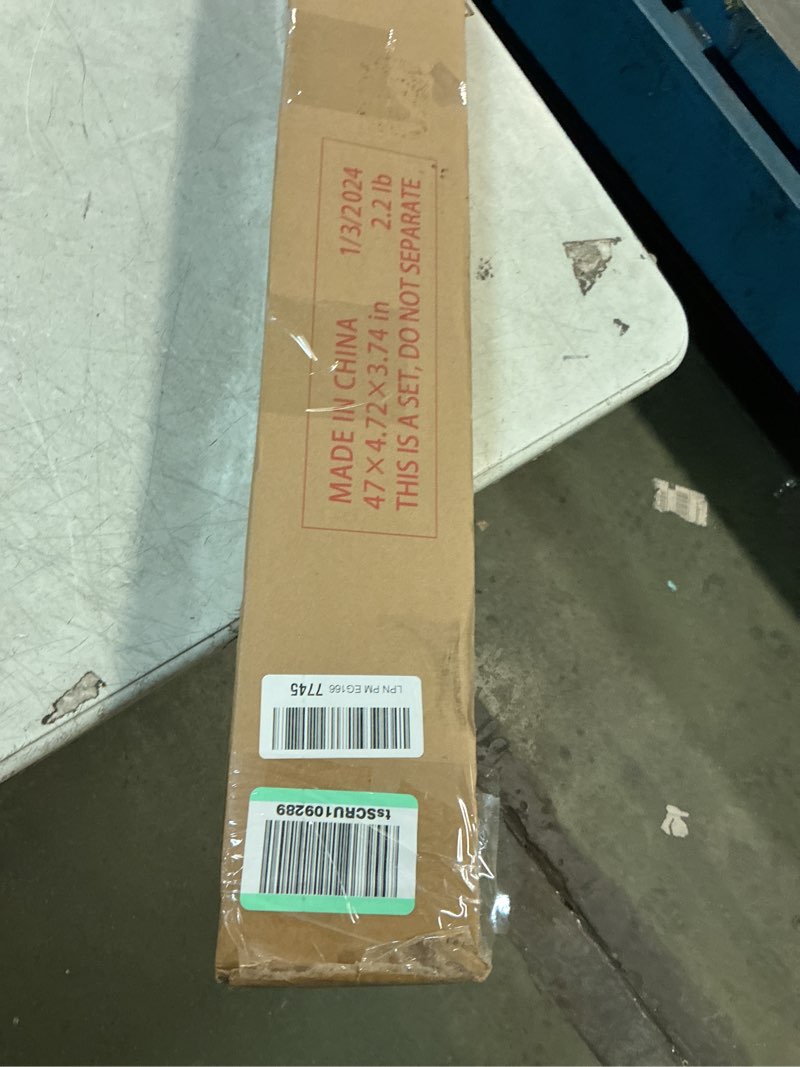 MADE IN CHINA 1/3/2024
47×4.72×3.74 in 2.2 lb
THIS IS A SET, DO NOT SEPARATE
LPN PM EG166 7745
tsSCRU109289